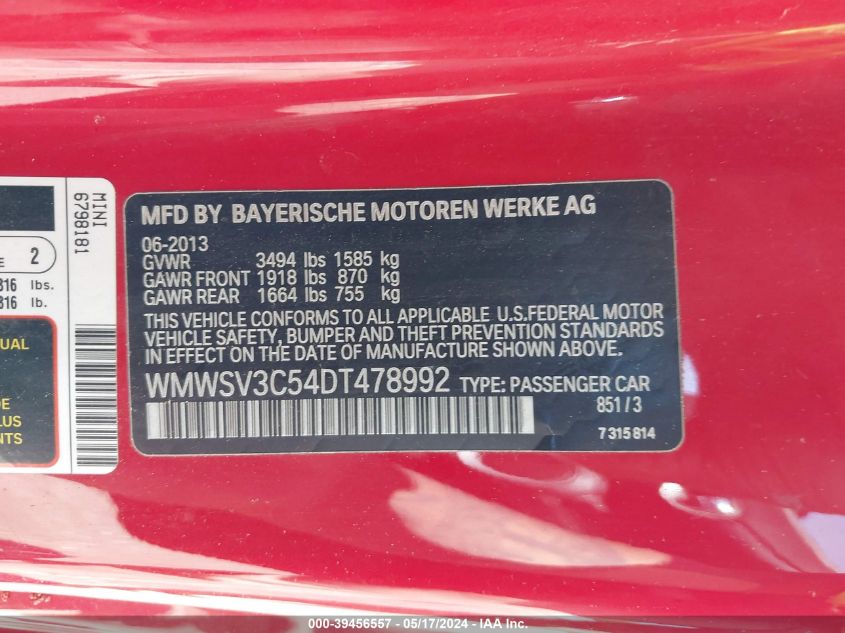 MINI
6798181
E 2
816 lbs.
816 lb.
UAL
DE
LUS
ENTS
MFD BY BAYERISCHE MOTOREN WERKE AG
06-2013
GVWR 3494 lbs 1585 kg
GAWR FRONT 1918 lbs 870 kg
GAWR REAR 1664 lbs 755 kg
THIS VEHICLE CONFORMS TO ALL APPLICABLE U.S.FEDERAL MOTOR
VEHICLE SAFETY, BUMPER AND THEFT PREVENTION STANDARDS
IN EFFECT ON THE DATE OF MANUFACTURE SHOWN ABOVE.
WMWSV3C54DT478992 TYPE: PASSENGER CAR
851/3
7315814
000-39456557 - 05/17/2024 - IAA Inc.